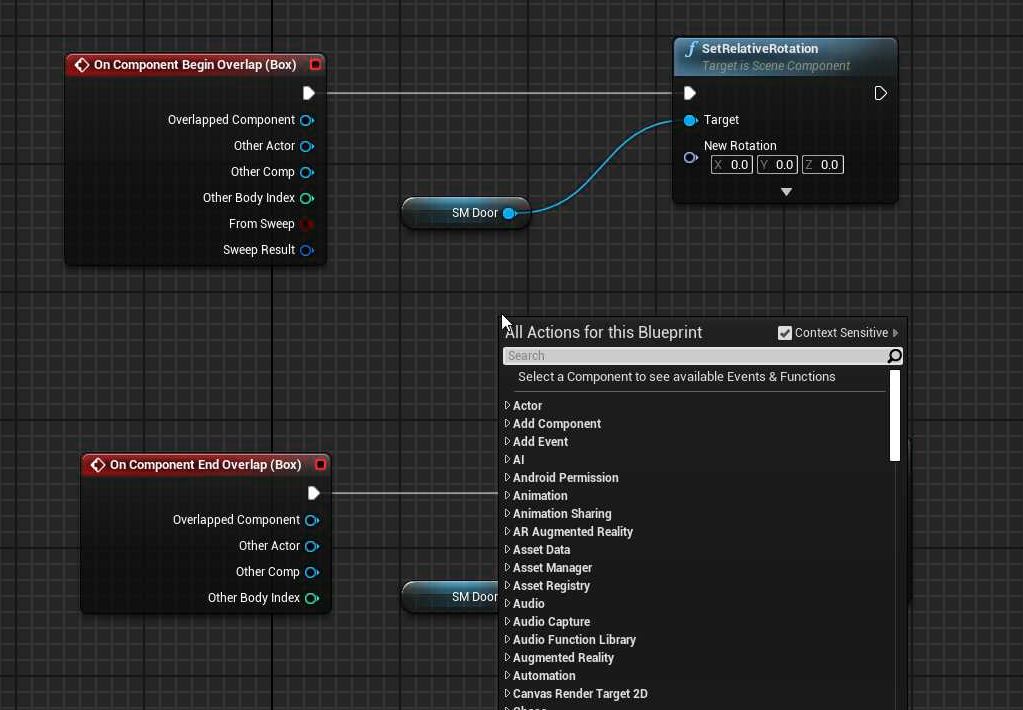 On Component Begin Overlap (Box)
Overlapped Component
Other Actor
Other Comp
Other Body Index
From Sweep
Sweep Result
SM Door
f SetRelativeRotation
Target is Scene Component
Target
New Rotation
X 0.0 Y 0.0 Z 0.0
All Actions for this Blueprint
Context Sensitive
Search
Select a Component to see available Events & Functions
Actor
Add Component
Add Event
AI
Android Permission
Animation
Animation Sharing
AR Augmented Reality
Asset Data
Asset Manager
Asset Registry
Audio
Audio Capture
Audio Function Library
Augmented Reality
Automation
Canvas Render Target 2D
On Component End Overlap (Box)
Overlapped Component
Other Actor
Other Comp
Other Body Index
SM Door